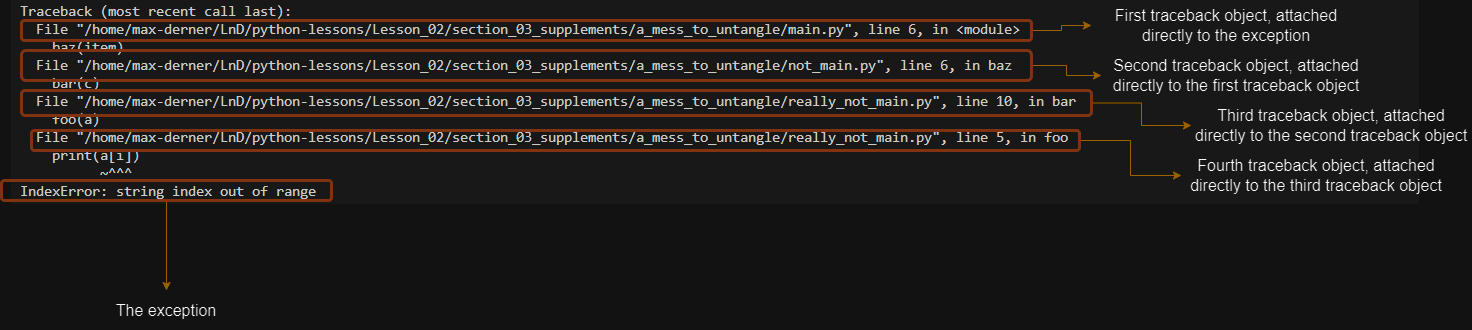 Traceback (most recent call last):
File "/home/max-derner/LnD/python-lessons/Lesson_02/section_03_supplements/a_mess_to_untangle/main.py", line 6, in <module>
baz(item)
File "/home/max-derner/LnD/python-lessons/Lesson_02/section_03_supplements/a_mess_to_untangle/not_main.py", line 6, in baz
bar(c)
File "/home/max-derner/LnD/python-lessons/Lesson_02/section_03_supplements/a_mess_to_untangle/really_not_main.py", line 10, in bar
foo(a)
File "/home/max-derner/LnD/python-lessons/Lesson_02/section_03_supplements/a_mess_to_untangle/really_not_main.py", line 5, in foo
print(a[i])
~^^^
IndexError: string index out of range
First traceback object, attached
directly to the exception
Second traceback object, attached
directly to the first traceback object
Third traceback object, attached
directly to the second traceback object
Fourth traceback object, attached
directly to the third traceback object
The exception